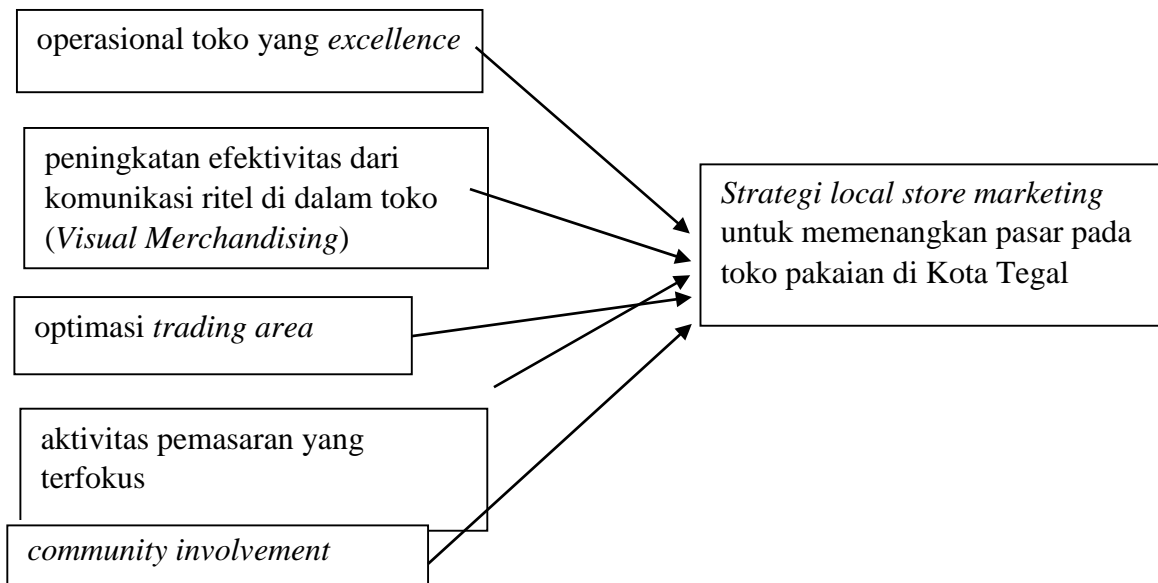 operasional toko yang excellence
peningkatan efektivitas dari
komunikasi ritel di dalam toko
(Visual Merchandising)
optimasi trading area
aktivitas pemasaran yang
terfokus
community involvement
Strategi local store marketing
untuk memenangkan pasar pada
toko pakaian di Kota Tegal